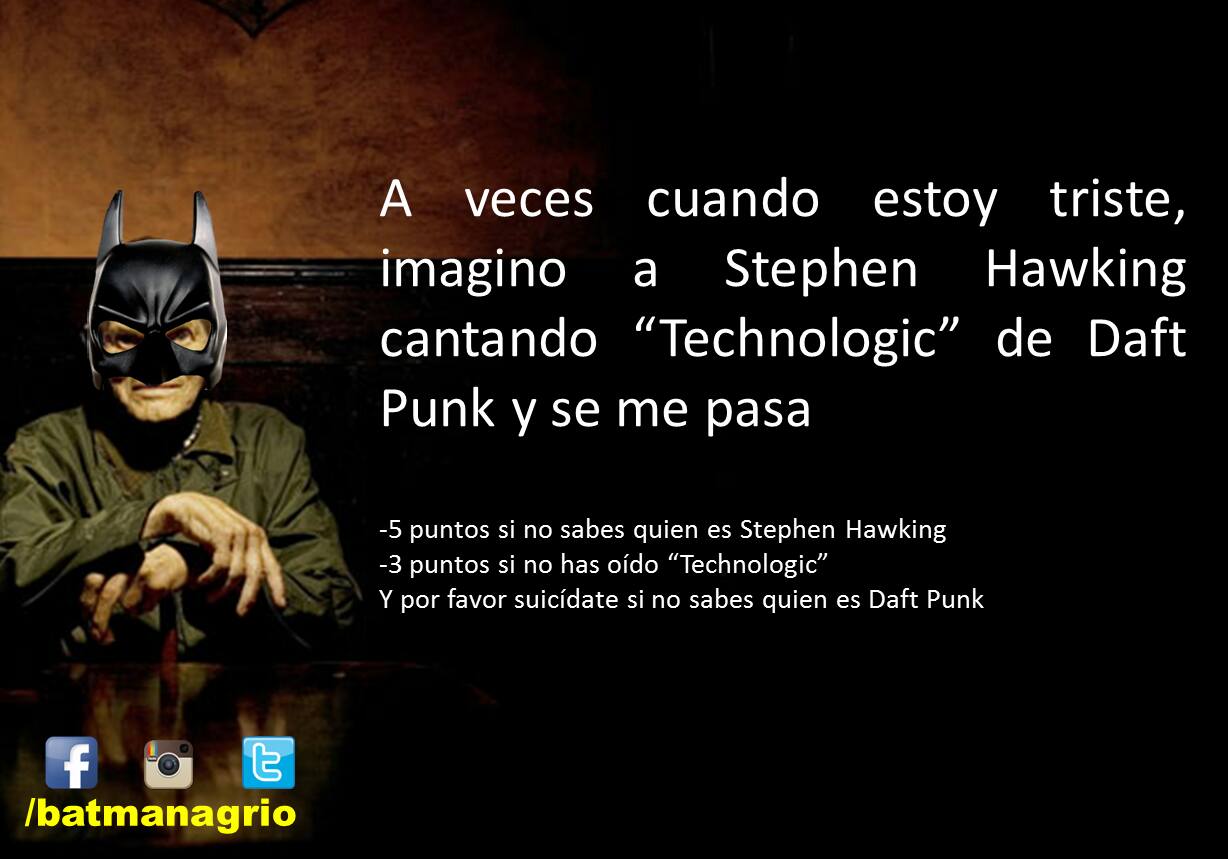 A veces cuando estoy triste,
imagino a Stephen Hawking
cantando “Technologic” de Daft
Punk y se me pasa
-5 puntos si no sabes quien es Stephen Hawking
-3 puntos si no has oído “Technologic”
Y por favor suicídate si no sabes quien es Daft Punk
/batmanagrio